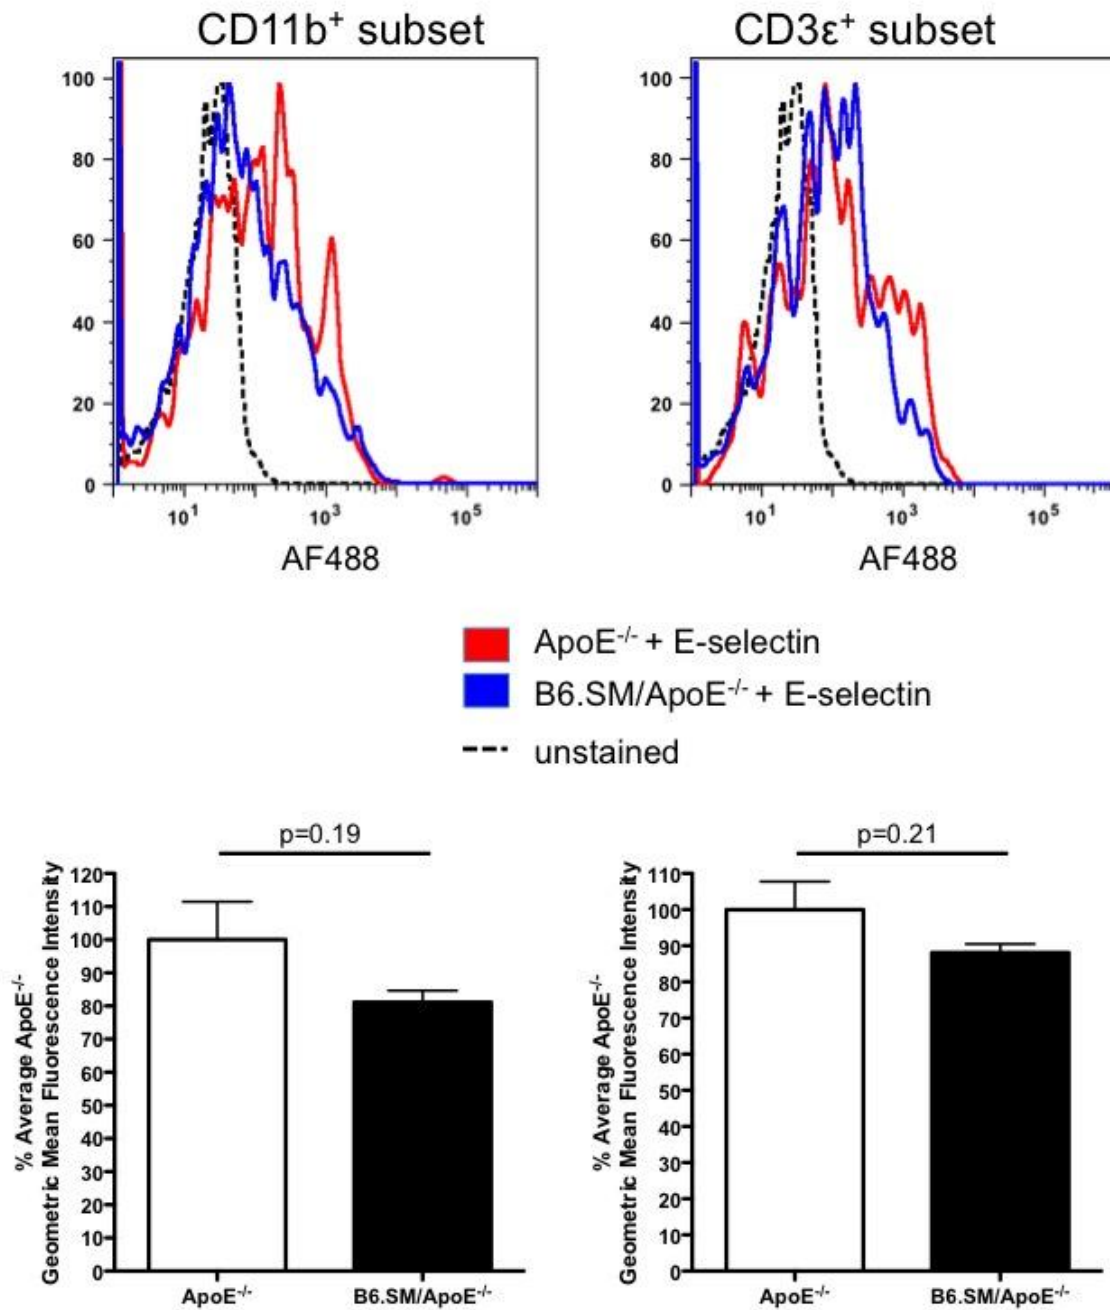 CD11b⁺ subset
CD3ε⁺ subset
100
80
60
40
20
0
10¹
10³
10⁵
AF488
100
80
60
40
20
0
10¹
10³
10⁵
AF488
ApoE⁻/⁻ + E-selectin
B6.SM/ApoE⁻/⁻ + E-selectin
unstained
p=0.19
% Average ApoE⁻/⁻
Geometric Mean Fluorescence Intensity
120
110
100
90
80
70
60
50
40
30
20
10
0
ApoE⁻/⁻
B6.SM/ApoE⁻/⁻
p=0.21
% Average ApoE⁻/⁻
Geometric Mean Fluorescence Intensity
110
100
90
80
70
60
50
40
30
20
10
0
ApoE⁻/⁻
B6.SM/ApoE⁻/⁻